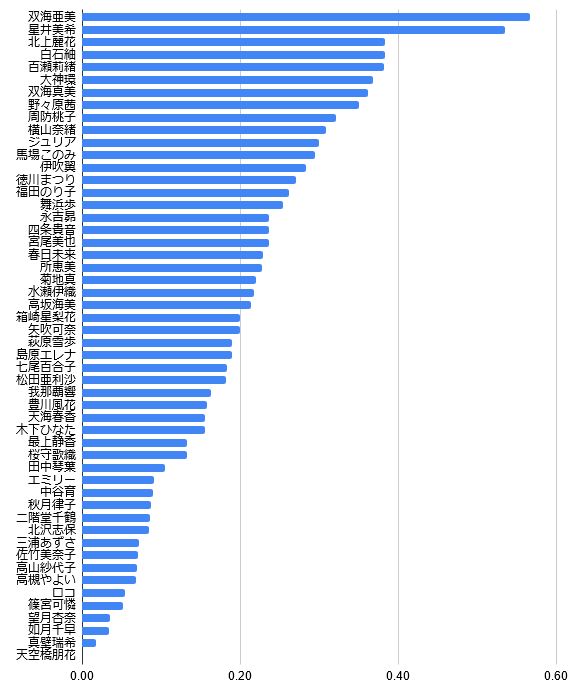 双海亜美
星井美希
北上麗花
白石紬
百瀬莉緒
大神環
双海真美
野々原茜
周防桃子
横山奈緒
ジュリア
馬場このみ
伊吹翼
徳川まつり
福田のり子
舞浜歩
永吉昴
四条貴音
宮尾美也
春日未来
所恵美
菊地真
水瀬伊織
高坂海美
箱崎星梨花
矢吹可奈
萩原雪歩
島原エレナ
七尾百合子
松田亜利沙
我那覇響
豊川風花
天海春香
木下ひなた
最上静香
桜守歌織
田中琴葉
エミリー
中谷育
秋月律子
二階堂千鶴
北沢志保
三浦あずさ
佐竹美奈子
高山紗代子
高槻やよい
ロコ
篠宮可憐
望月杏奈
如月千早
真壁瑞希
天空橋朋花
0.00 0.20 0.40 0.60